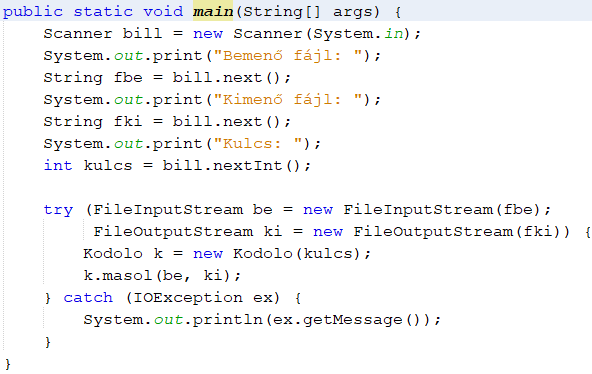 public static void main(String[] args) {
    Scanner bill = new Scanner(System.in);
    System.out.print("Bemenő fájl: ");
    String fbe = bill.next();
    System.out.print("Kimenő fájl: ");
    String fki = bill.next();
    System.out.print("Kulcs: ");
    int kulcs = bill.nextInt();

    try (FileInputStream be = new FileInputStream(fbe);
         FileOutputStream ki = new FileOutputStream(fki)) {
        Kodolo k = new Kodolo(kulcs);
        k.masol(be, ki);
    } catch (IOException ex) {
        System.out.println(ex.getMessage());
    }
}